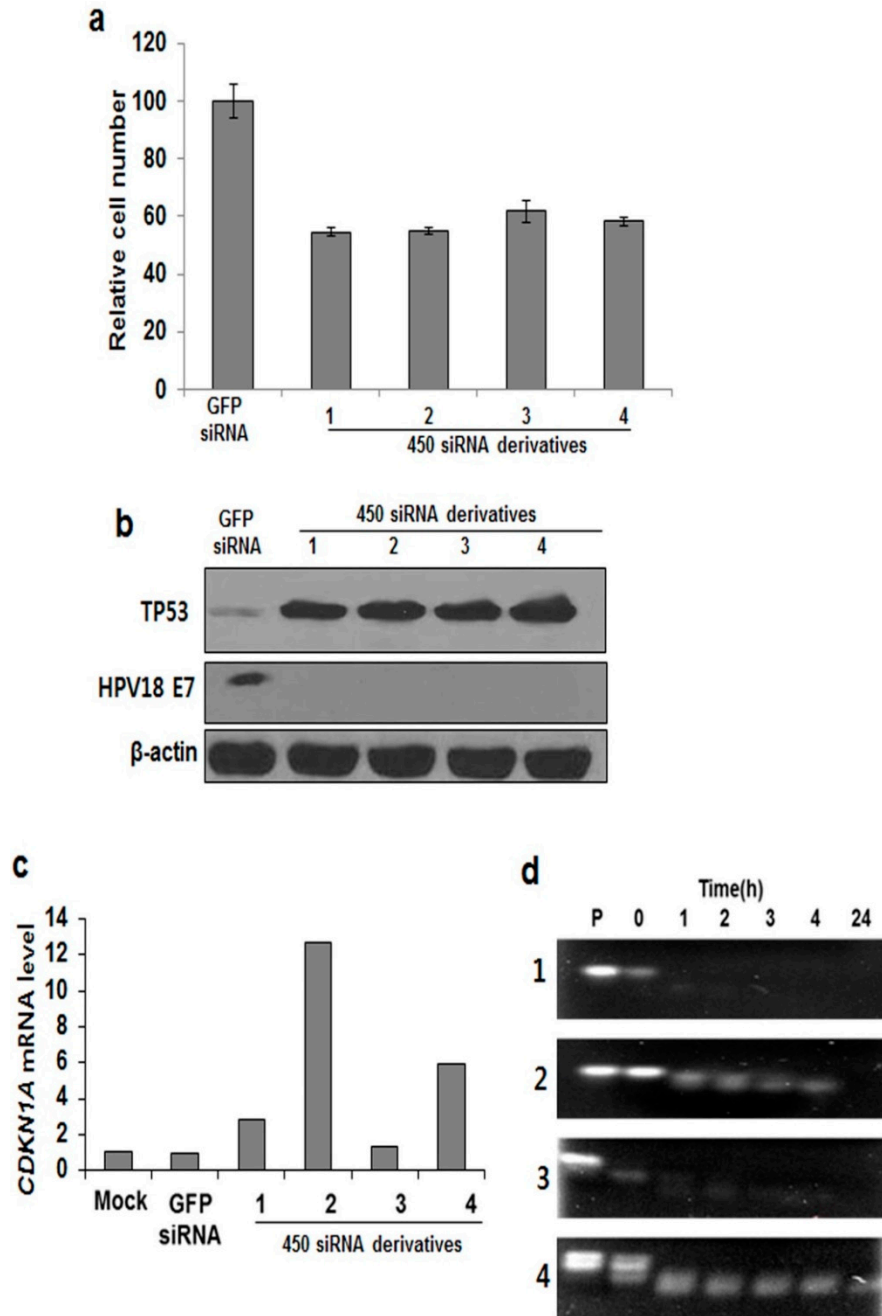 a
120
100
80
60
40
20
0
Relative cell number
GFP
siRNA
1 2 3 4
450 siRNA derivatives
b
GFP
siRNA
450 siRNA derivatives
1 2 3 4
TP53
HPV18 E7
β-actin
c
14
12
10
8
6
4
2
0
CDKN1A mRNA level
Mock GFP
siRNA
1 2 3 4
450 siRNA derivatives
d
Time(h)
P 0 1 2 3 4 24
1
2
3
4